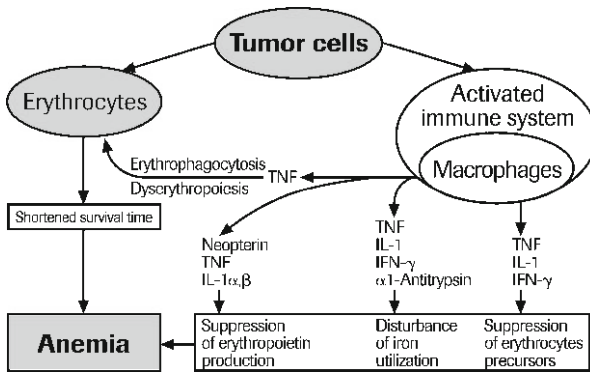 Tumor cells
Erythrocytes
Activated
immune system
Macrophages
Erythrophagocytosis
Dyserythropoiesis
TNF
Shortened survival time
Neopterin
TNF
IL-1α,β
TNF
IL-1
IFN-γ
α1-Antitrypsin
TNF
IL-1
IFN-γ
Anemia
Suppression
of erythropoietin
production
Disturbance
of iron
utilization
Suppression
of erythrocytes
precursors